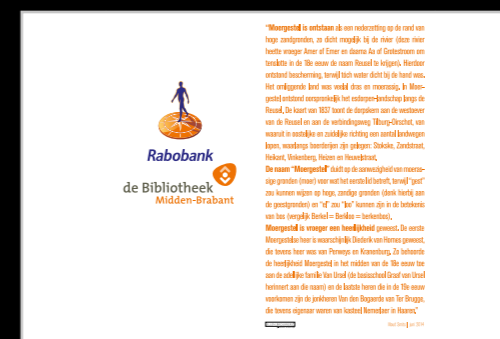 Rabobank
de Bibliotheek
Midden-Brabant
"Moergestel is ontstaan als een nederzetting op de rand van
hoge zandgronden, zo dicht mogelijk bij de rivier (deze rivier
heette vroeger Amer of Emer en daarna Aa of Grotestroom om
tenslotte in de 18e eeuw de naam Reusel te krijgen). Hierdoor
ontstond bescherming, terwijl tóch water dicht bij de hand was.
Het omliggende land was veelal dras en moerassig. In Moer-
gestel ontstond oorspronkelijk het esdorpen-landschap langs de
Reusel. De kaart van 1837 toont de dorpskern aan de westoever
van de Reusel en aan de verbindingsweg Tilburg-Oirschot, van
waaruit in oostelijke en zuidelijke richting een aantal landwegen
lopen, waarlangs boerderijen zijn gelegen: Stokske, Zandstraat,
Heikant, Vinkenberg, Heizen en Heuvelstraat.
De naam "Moergestel" duidt op de aanwezigheid van moeras-
sige gronden (moer) voor wat het eerste lid betreft, terwijl "gest"
zou kunnen wijzen op hoge, zandige gronden (denk hierbij aan
de geestgronden) en "el" zou "loo" kunnen zijn in de betekenis
van bos (vergelijk Berkel = Berkloo = berkenbos).
Moergestel is vroeger een heerlijkheid geweest. De eerste
Moergestelse heer is waarschijnlijk Diederik van Hernas geweest,
die tevens heer was van Perweys en Kranenburg. Zo behoorde
de heerlijkheid Moergestel in het midden van de 18e eeuw toe
aan de adellijke familie Van Ursel (de basisschool Graaf van Ursel
herinnert aan die naam) en de laatste heren die in de 19e eeuw
voorkomen zijn de jonkheren Van den Bogaerde van Ter Brugge,
die tevens eigenaar waren van kasteel Nemelaer in Haaren."